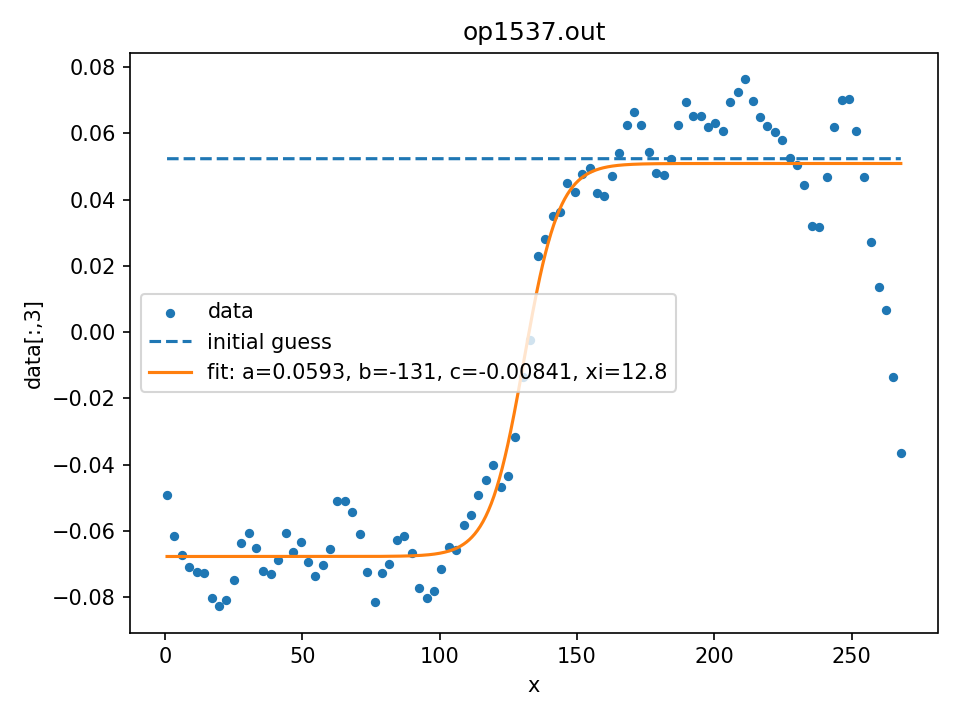 op1537.out
0.08
0.06
0.04
0.02
0.00
−0.02
−0.04
−0.06
−0.08
data[:,3]
data
initial guess
fit: a=0.0593, b=-131, c=-0.00841, xi=12.8
0 50 100 150 200 250
x